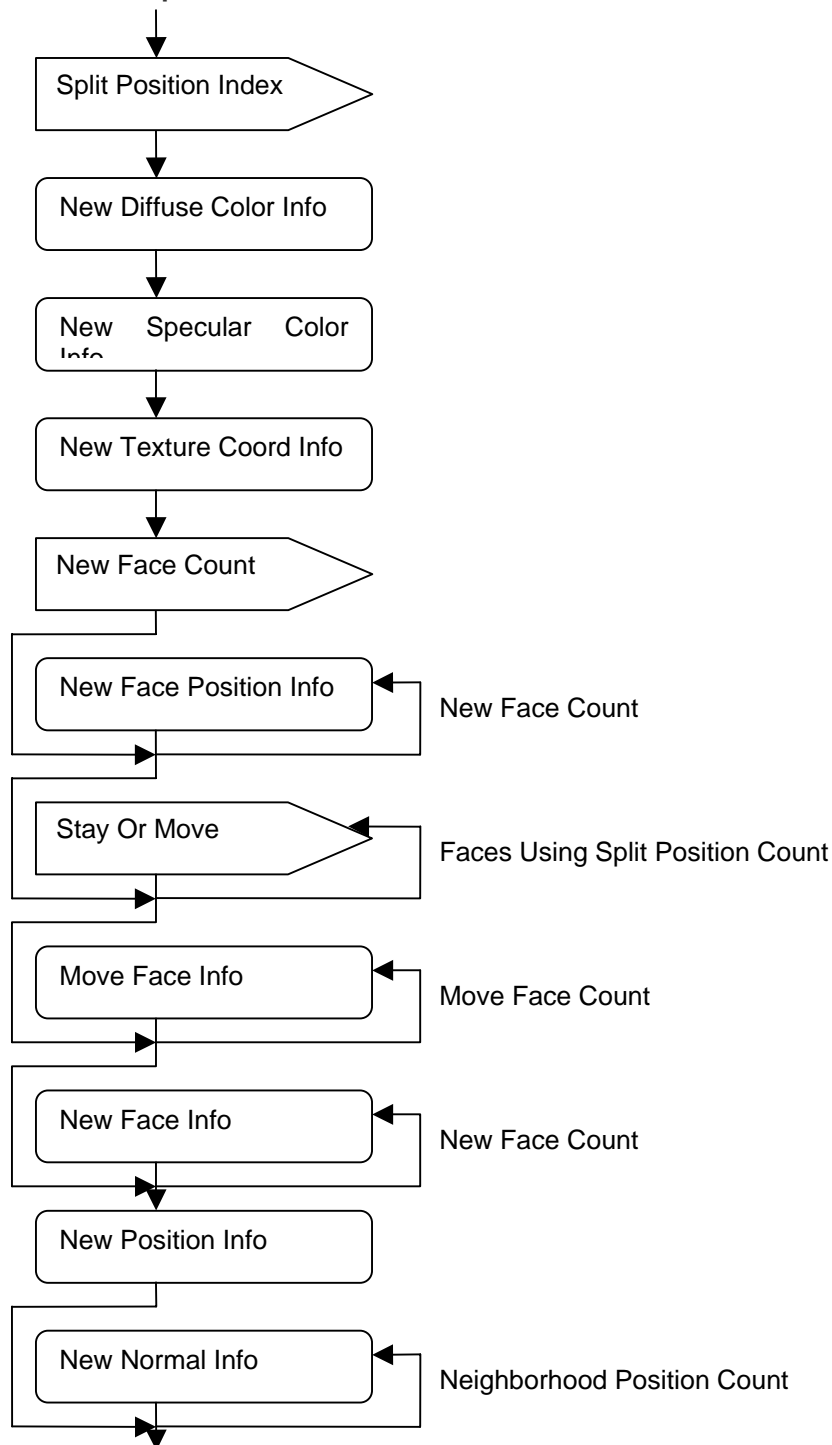 Split Position Index
New Diffuse Color Info
New Specular Color
Info
New Texture Coord Info
New Face Count
New Face Position Info
New Face Count
Stay Or Move
Faces Using Split Position Count
Move Face Info
Move Face Count
New Face Info
New Face Count
New Position Info
New Normal Info
Neighborhood Position Count